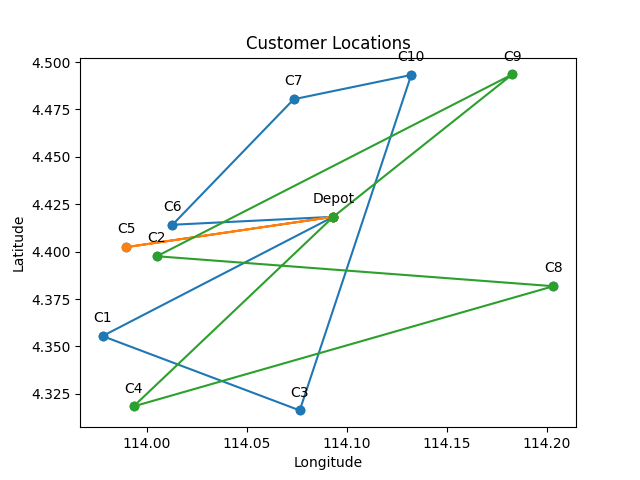 Customer Locations
C10
C9
C7
Depot
C6
C5
C2
C8
C1
C4
C3
4.500
4.475
4.450
4.425
4.400
4.375
4.350
4.325
Latitude
114.00
114.05
114.10
114.15
114.20
Longitude